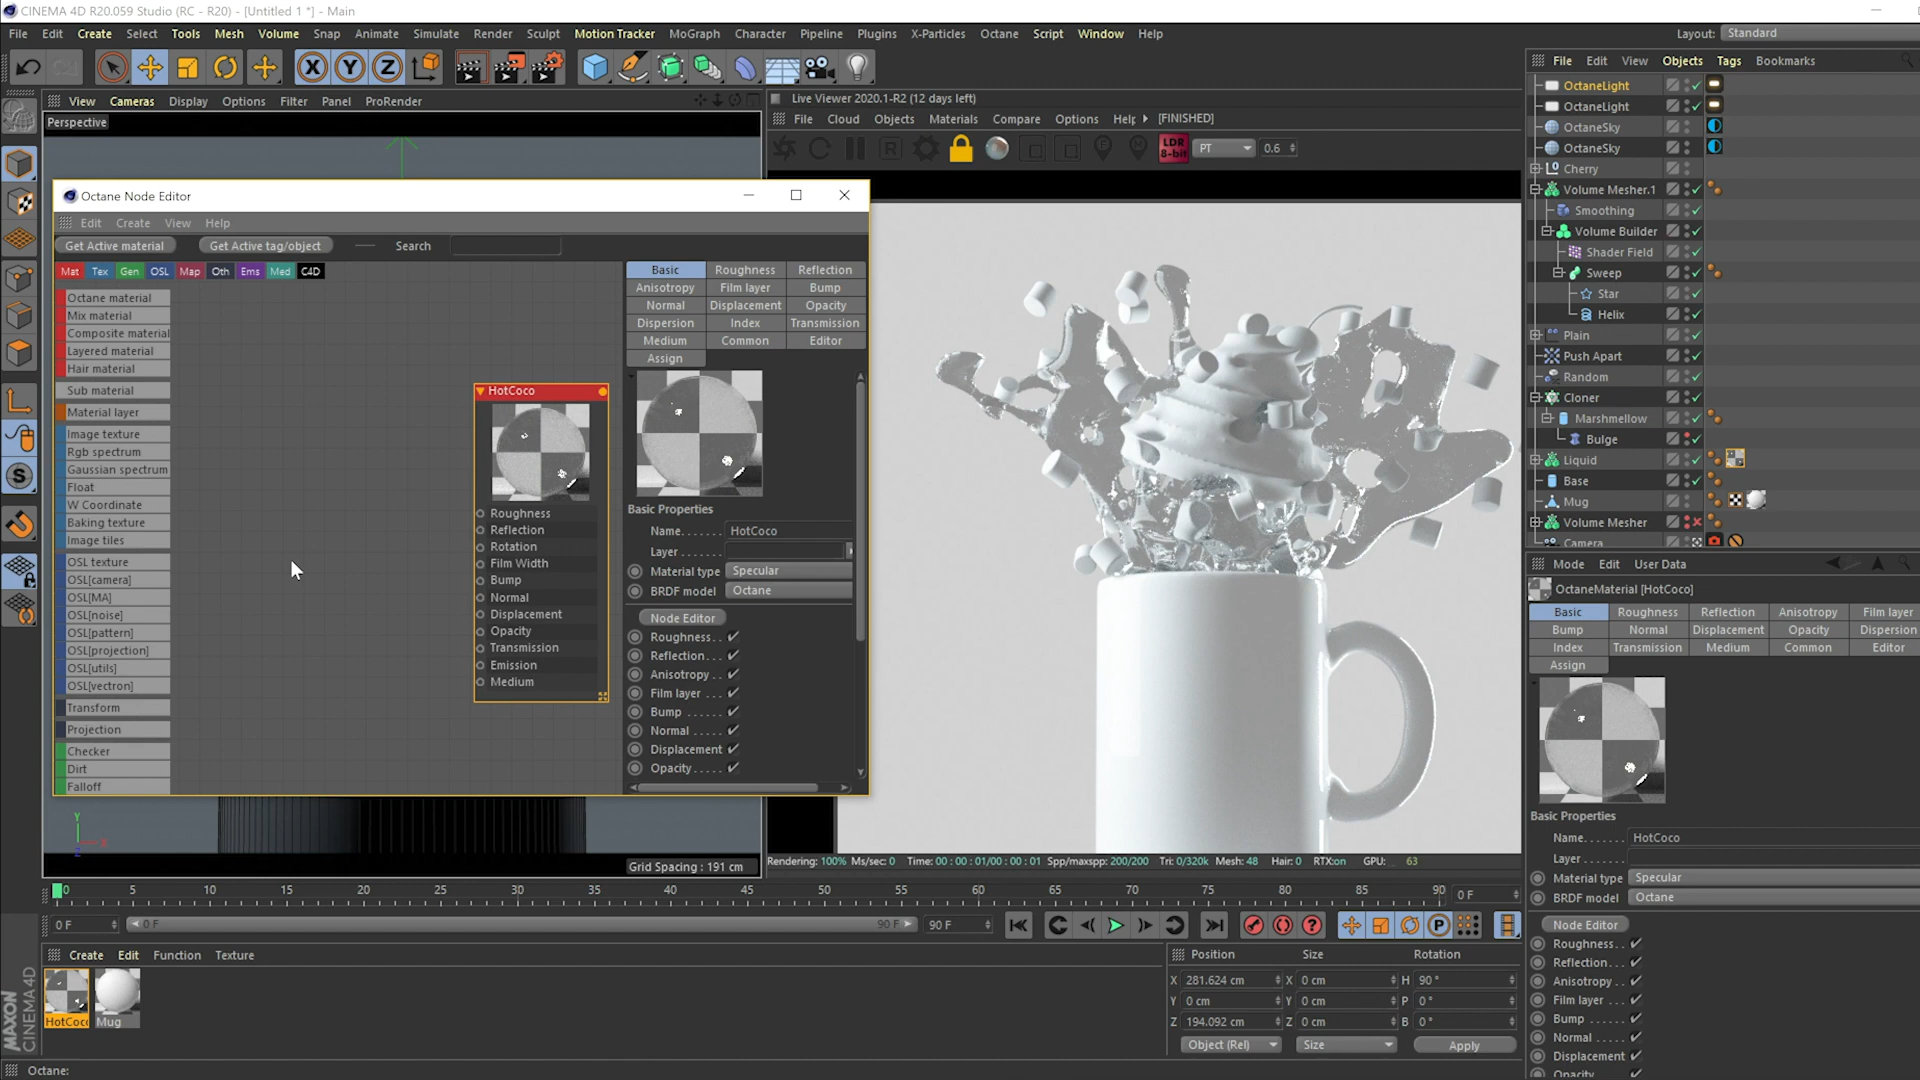 CINEMA 4D R20.059 Studio (RC - R20) - [Untitled 1 *] - Main
File Edit Create Select Tools Mesh Volume Snap Animate Simulate Render Sculpt Motion Tracker MoGraph Character Pipeline Plugins X-Particles Octane Script Window Help
Layout: Standard
X Y Z
View Cameras Display Options Filter Panel ProRender
Perspective
Octane Node Editor
Edit Create View Help
Get Active material Get Active tag/object Search
Mat Tex Gen OSL Map Oth Ems Med C4D
Octane material
Mix material
Composite material
Layered material
Hair material
Sub material
Material layer
Image texture
Rgb spectrum
Gaussian spectrum
Float
W Coordinate
Baking texture
Image tiles
OSL texture
OSL[camera]
OSL[MA]
OSL[noise]
OSL[pattern]
OSL[projection]
OSL[utils]
OSL[vectron]
Transform
Projection
Checker
Dirt
Falloff
HotCoco
Roughness
Reflection
Rotation
Film Width
Bump
Normal
Displacement
Opacity
Transmission
Emission
Medium
Basic Roughness Reflection
Anisotropy Film layer Bump
Normal Displacement Opacity
Dispersion Index Transmission
Medium Common Editor
Assign
Basic Properties
Name. . . . . . . HotCoco
Layer . . . . . . .
Material type Specular
BRDF model Octane
Node Editor
Roughness. .
Reflection. . .
Anisotropy . .
Film layer . . .
Bump . . . . . .
Normal . . . . .
Displacement
Opacity. . . . .
Y
X
Z
Grid Spacing : 191 cm
Live Viewer 2020.1-R2 (12 days left)
File Cloud Objects Materials Compare Options Help [FINISHED]
R
LDR
8-bit
PT 0.6
Rendering: 100% Ms/sec: 0 Time: 00 : 00 : 01/00 : 00 : 01 Spp/maxspp: 200/200 Tri: 0/320k Mesh: 48 Hair: 0 RTX:on GPU: 63
File Edit View Objects Tags Bookmarks
OctaneLight
OctaneLight
OctaneSky
OctaneSky
Cherry
Volume Mesher.1
Smoothing
Volume Builder
Shader Field
Sweep
Star
Helix
Plain
Push Apart
Random
Cloner
Marshmellow
Bulge
Liquid
Base
Mug
Volume Mesher
Camera
Mode Edit User Data
OctaneMaterial [HotCoco]
Basic Roughness Reflection Anisotropy Film layer
Bump Normal Displacement Opacity Dispersion
Index Transmission Medium Common Editor
Assign
Basic Properties
Name. . . . . . . HotCoco
Layer . . . . . . .
Material type Specular
BRDF model Octane
Node Editor
Roughness. .
Reflection. . .
Anisotropy . .
Film layer . . .
Bump . . . . . .
Normal . . . . .
Displacement
Opacity
0 5 10 15 20 25 30 35 40 45 50 55 60 65 70 75 80 85 90 0 F
0 F 0 F 90 F 90 F
P
Create Edit Function Texture
HotCoco
Mug
Position Size Rotation
X 281.624 cm X 0 cm H 90 °
Y 0 cm Y 0 cm P 0 °
Z 194.092 cm Z 0 cm B 0 °
Object (Rel) Size Apply
MAXON
CINEMA 4D
Octane: